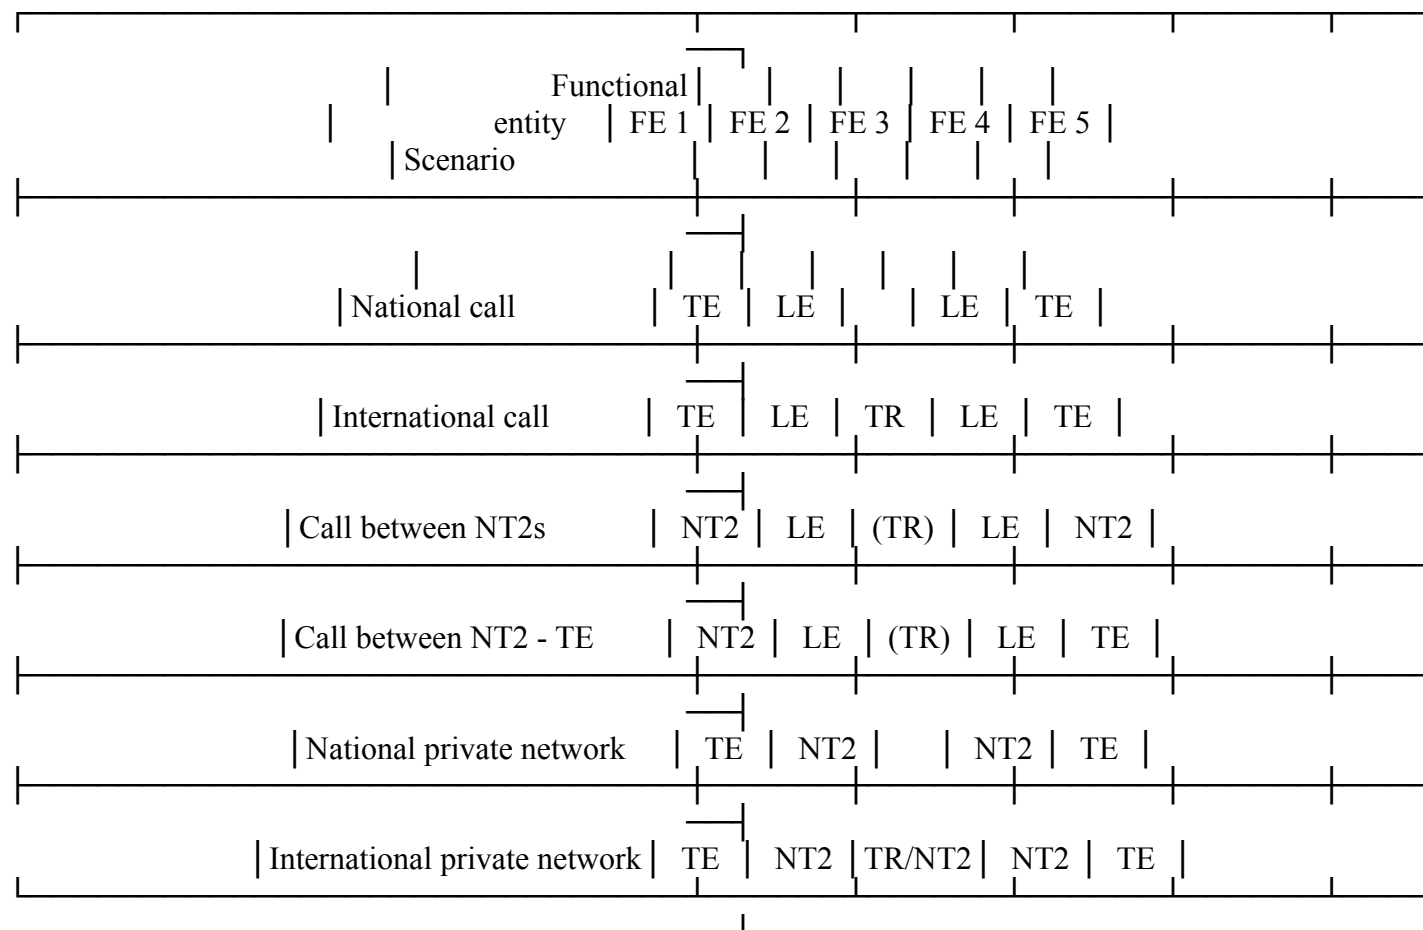 Functional
entity FE 1 FE 2 FE 3 FE 4 FE 5
Scenario
National call TE LE LE TE
International call TE LE TR LE TE
Call between NT2s NT2 LE (TR) LE NT2
Call between NT2 - TE NT2 LE (TR) LE TE
National private network TE NT2 NT2 TE
International private network TE NT2 TR/NT2 NT2 TE